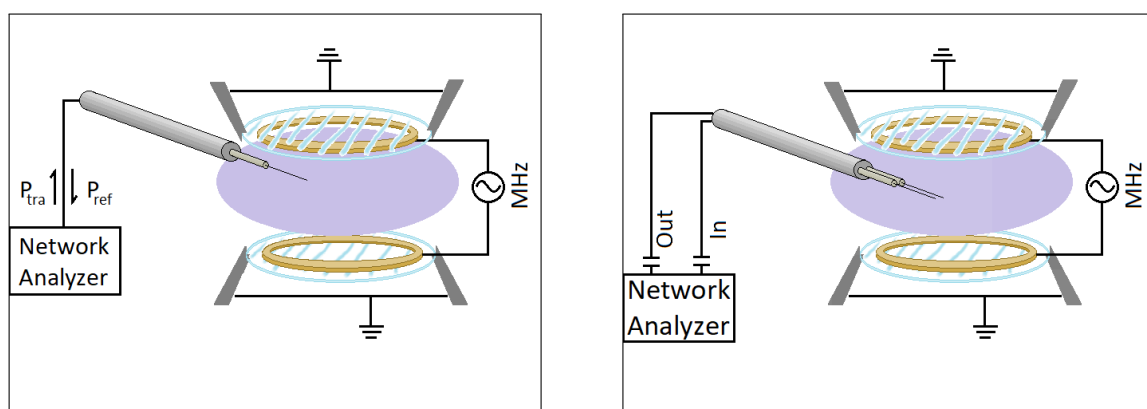 P_tra
P_ref
Network
Analyzer
MHz
Out
In
Network
Analyzer
MHz